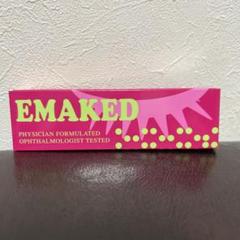 EMAKED
PHYSICIAN FORMULATED
OPHTHALMOLOGIST TESTED